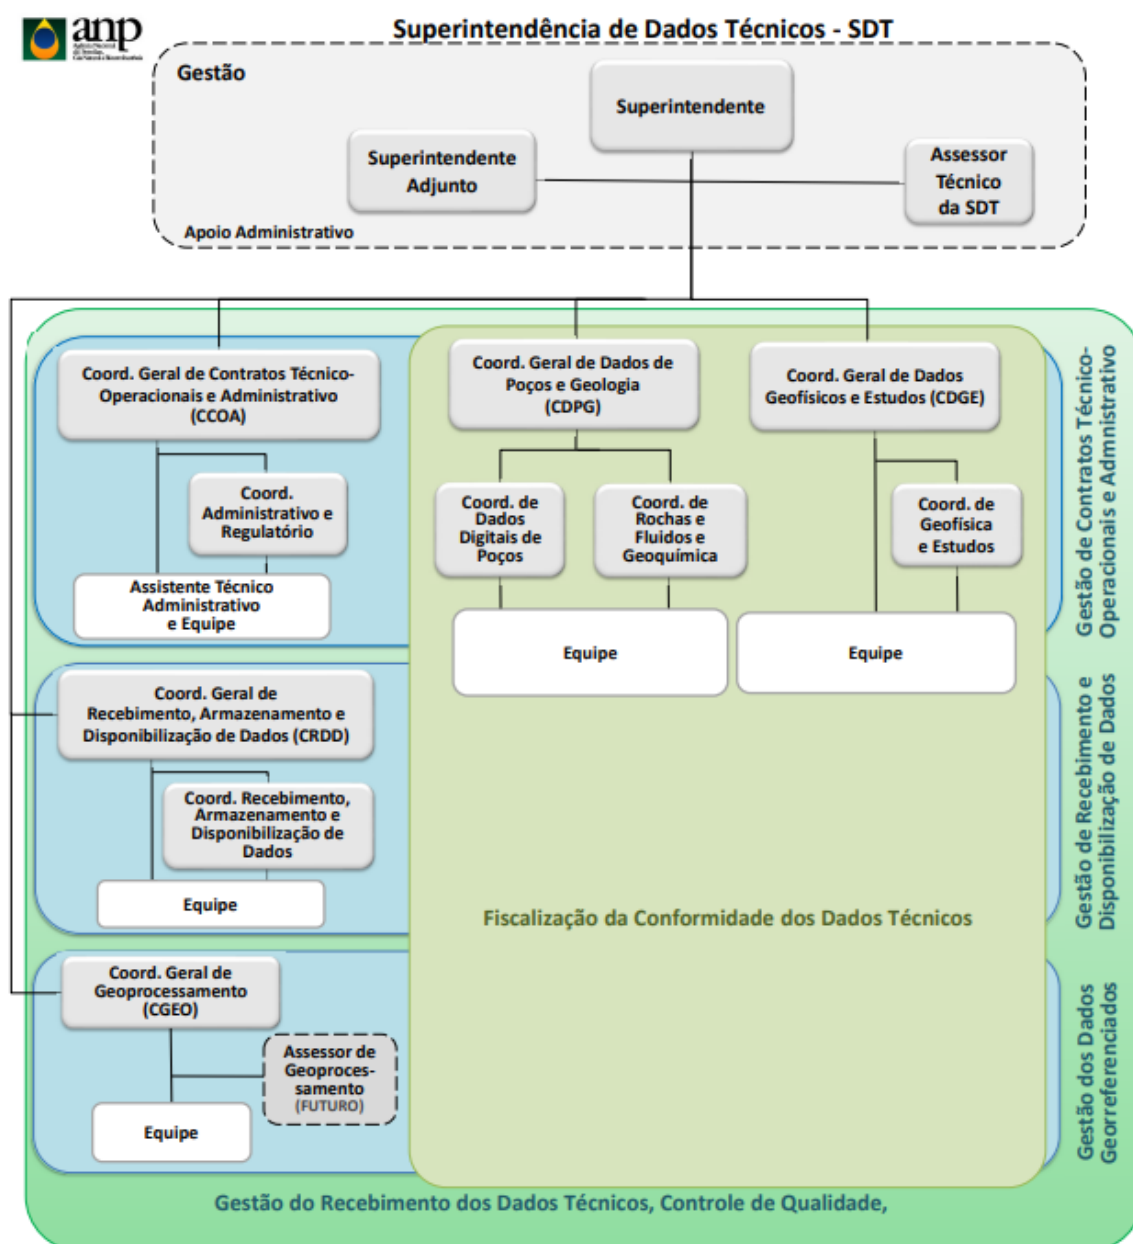 anp
Superintendência de Dados Técnicos - SDT
Gestão
Superintendente
Superintendente
Adjunto
Assessor
Técnico
da SDT
Apoio Administrativo
Coord. Geral de Contratos Técnico-
Operacionais e Administrativo
(CCOA)
Coord. Geral de Dados de
Poços e Geologia
(CDPG)
Coord. Geral de Dados
Geofísicos e Estudos (CDGE)
Coord.
Administrativo e
Regulatório
Coord. de
Dados
Digitais de
Poços
Coord. de
Rochas e
Fluidos e
Geoquímica
Coord. de
Geofísica
e Estudos
Assistente Técnico
Administrativo
e Equipe
Equipe
Equipe
Gestão de Contratos Técnico-
Operacionais e Admnistrativo
Coord. Geral de
Recebimento, Armazenamento e
Disponibilização de Dados (CRDD)
Coord. Recebimento,
Armazenamento e
Disponibilização de
Dados
Equipe
Gestão de Recebimento e
Disponibilização de Dados
Fiscalização da Conformidade dos Dados Técnicos
Coord. Geral de
Geoprocessamento
(CGEO)
Assessor de
Geoproces-
samento
(FUTURO)
Equipe
Gestão dos Dados
Georreferenciados
Gestão do Recebimento dos Dados Técnicos, Controle de Qualidade,